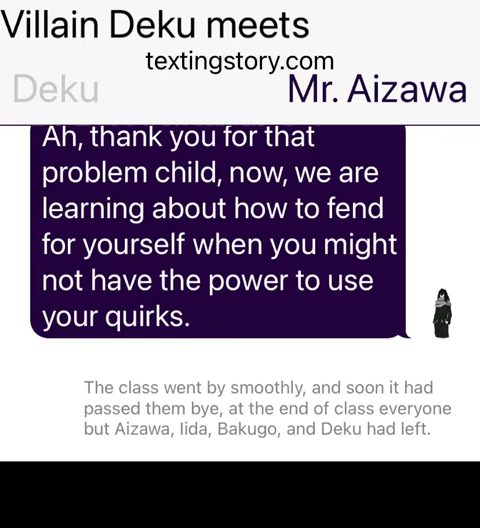 Villain Deku meets
textingstory.com
Deku Mr. Aizawa
Ah, thank you for that
problem child, now, we are
learning about how to fend
for yourself when you might
not have the power to use
your quirks.
The class went by smoothly, and soon it had
passed them bye, at the end of class everyone
but Aizawa, Iida, Bakugo, and Deku had left.